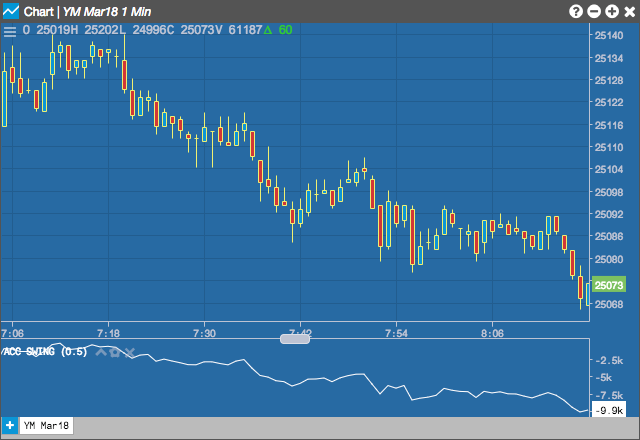 Chart | YM Mar18 1 Min
O 25019H 25202L 24996C 25073V 61187Δ 60
25140
25134
25128
25122
25116
25110
25104
25098
25092
25086
25080
25073
25068
7:06 7:18 7:30 7:42 7:54 8:06
ACC SWING (0.5)
-2.5k
-5k
-7.5k
-9.9k
YM Mar18